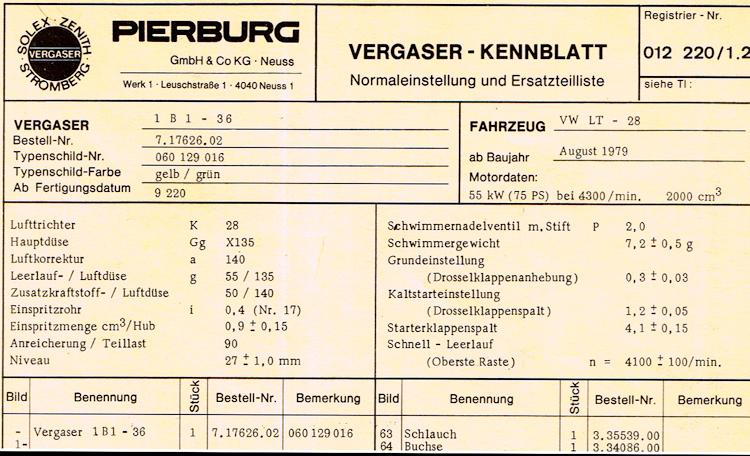 SOLEX · ZENITH
VERGASER
STROMBERG
PIERBURG
GmbH & Co KG · Neuss
Werk 1 · Leuschstraße 1 · 4040 Neuss 1
VERGASER - KENNBLATT
Normaleinstellung und Ersatzteilliste
Registrier - Nr.
012 220/1.2
siehe TI :
VERGASER 1 B 1 - 36
Bestell-Nr. 7.17626.02
Typenschild-Nr. 060 129 016
Typenschild-Farbe gelb / grün
Ab Fertigungsdatum 9 220
FAHRZEUG VW LT - 28
ab Baujahr August 1979
Motordaten:
55 kW (75 PS) bei 4300 /min. 2000 cm³
Lufttrichter K 28
Hauptdüse Gg X135
Luftkorrektur a 140
Leerlauf- / Luftdüse g 55 / 135
Zusatzkraftstoff- / Luftdüse 50 / 140
Einspritzrohr i 0,4 (Nr. 17)
Einspritzmenge cm³/Hub 0,9 ± 0,15
Anreicherung / Teillast 90
Niveau 27 ± 1,0 mm
Schwimmernadelventil m. Stift P 2,0
Schwimmergewicht 7,2 ± 0,5 g
Grundeinstellung
(Drosselklappenanhebung) 0,3 ± 0,03
Kaltstarteinstellung
(Drosselklappenspalt) 1,2 ± 0,05
Starterklappenspalt 4,1 ± 0,15
Schnell - Leerlauf
(Oberste Raste) n = 4100 ± 100/min.
Bild Benennung Stück Bestell-Nr. Bemerkung
- Vergaser 1B1 - 36 1 7.17626.02 060 129 016
1-
Bild Benennung Stück Bestell-Nr. Bemerkung
63 Schlauch 1 3.35539.00
64 Buchse 1 3.34086.00